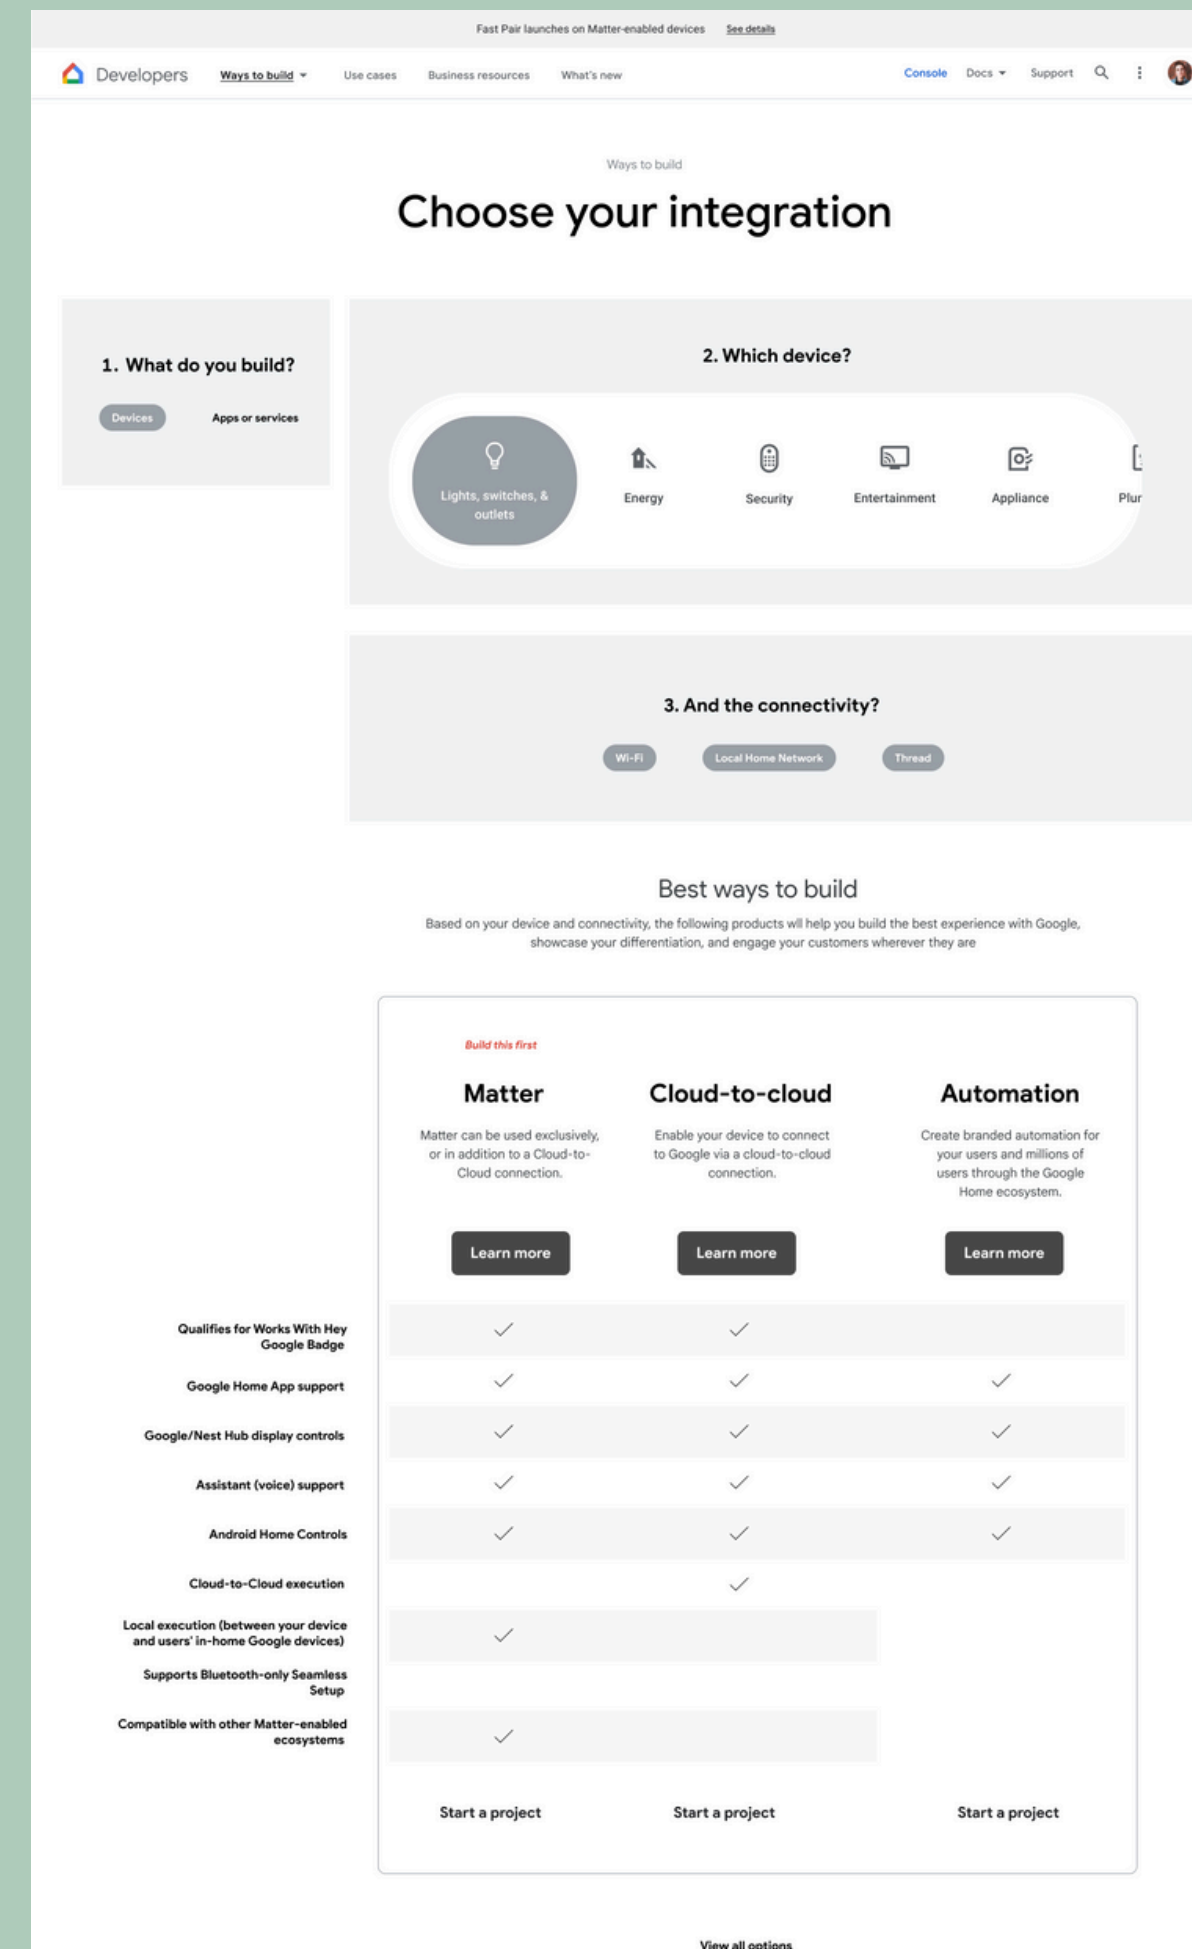 Fast Pair launches on Matter-enabled devices See details
Developers Ways to build Use cases Business resources What's new Console Docs Support
Ways to build
Choose your integration
1. What do you build?
Devices Apps or services
2. Which device?
Lights, switches, &
outlets
Energy
Security
Entertainment
Appliance
Plur
3. And the connectivity?
Wi-Fi Local Home Network Thread
Best ways to build
Based on your device and connectivity, the following products wll help you build the best experience with Google,
showcase your differentiation, and engage your customers wherever they are
Build this first
Matter
Matter can be used exclusively,
or in addition to a Cloud-to-
Cloud connection.
Learn more
Cloud-to-cloud
Enable your device to connect
to Google via a cloud-to-cloud
connection.
Learn more
Automation
Create branded automation for
your users and millions of
users through the Google
Home ecosystem.
Learn more
Qualifies for Works With Hey
Google Badge
Google Home App support
Google/Nest Hub display controls
Assistant (voice) support
Android Home Controls
Cloud-to-Cloud execution
Local execution (between your device
and users' in-home Google devices)
Supports Bluetooth-only Seamless
Setup
Compatible with other Matter-enabled
ecosystems
Start a project Start a project Start a project
View all options